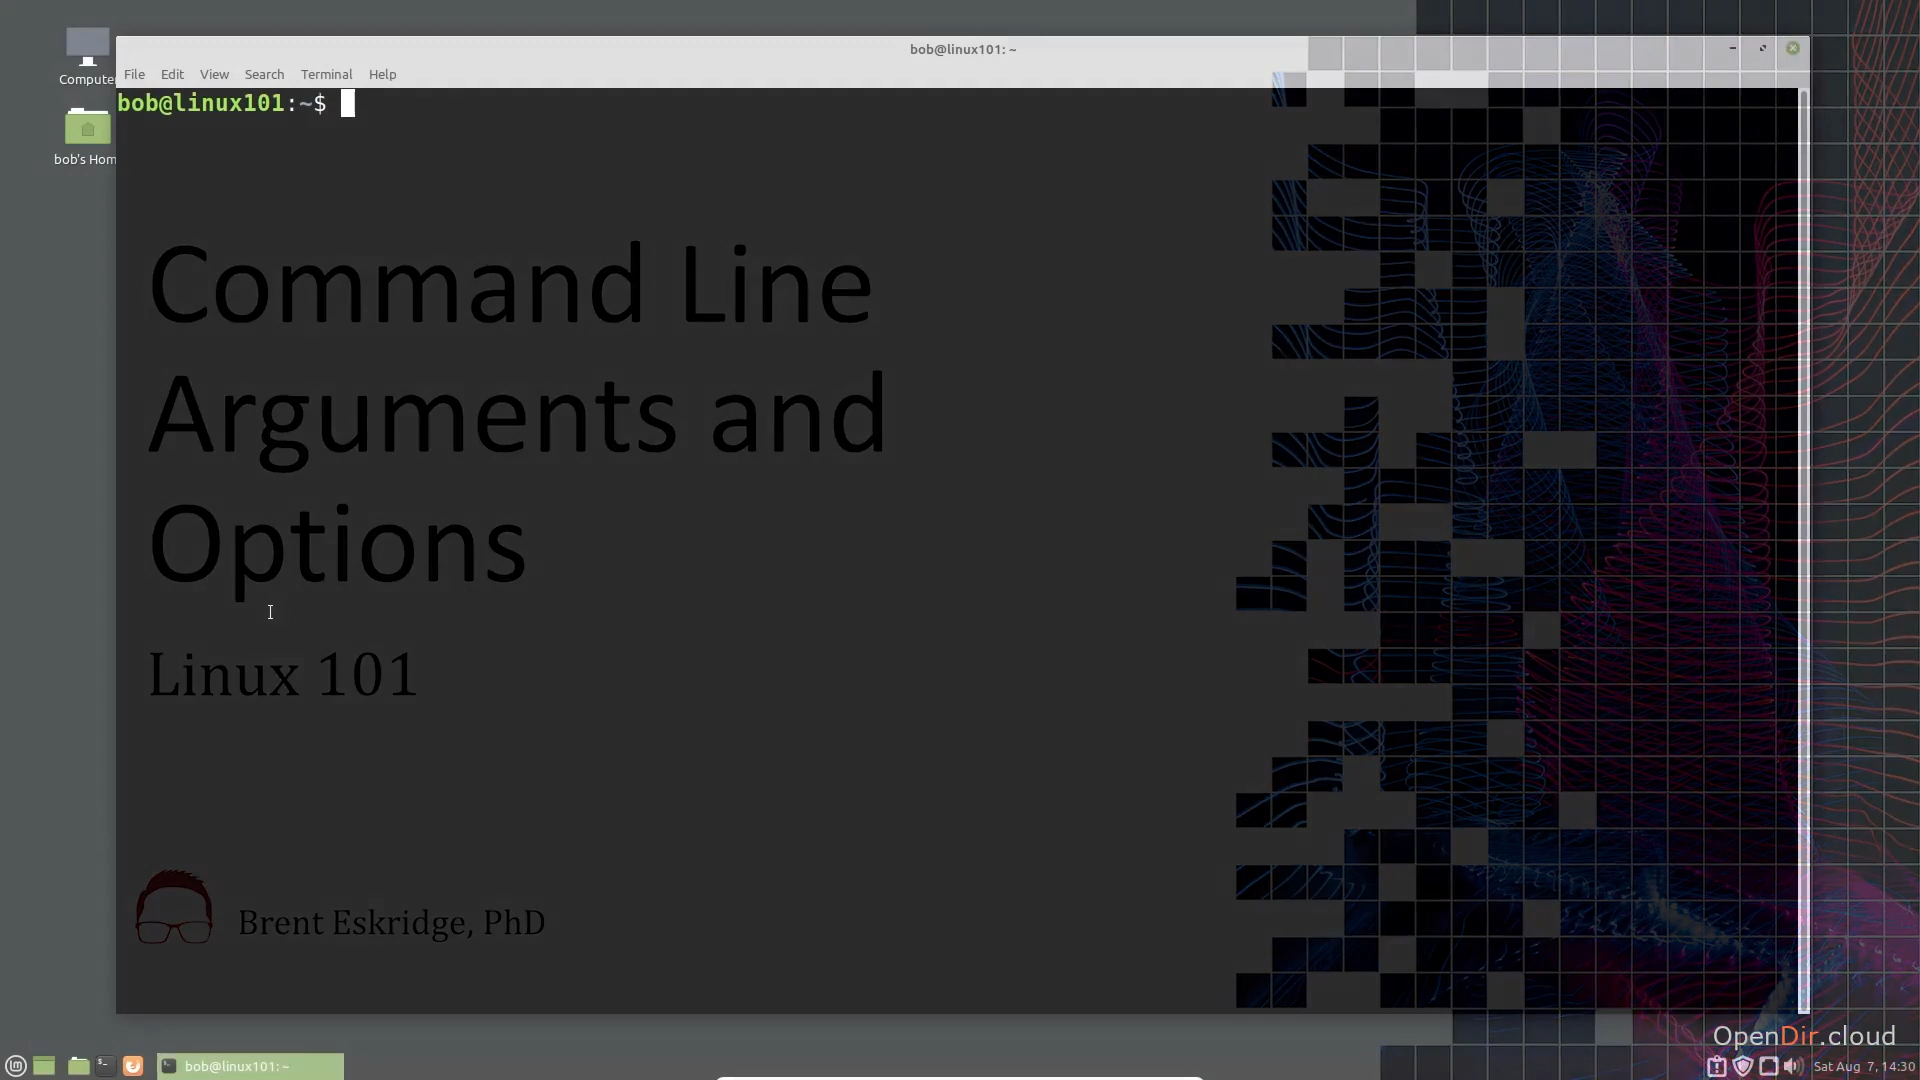 bob@linux101: ~
Compute
File Edit View Search Terminal Help
bob@linux101:~$
bob's Hom
Command Line
Arguments and
Options
Linux 101
Brent Eskridge, PhD
OpenDir.cloud
bob@linux101: ~
Sat Aug 7, 14:30